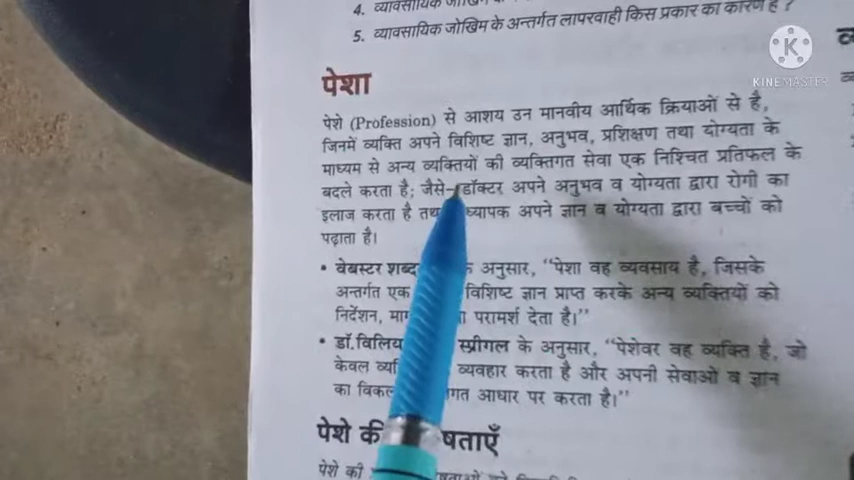 4. व्यावसायिक जोखिम के
5. व्यावसायिक जोखिम के अन्तर्गत लापरवाही किस प्रकार का कारण है ?
KINEMASTER
पेशा
पेशे (Profession) से आशय उन मानवीय आर्थिक क्रियाओं से है,
जिनमें व्यक्ति अपने विशिष्ट ज्ञान, अनुभव, प्रशिक्षण तथा योग्यता के
माध्यम से अन्य व्यक्तियों की व्यक्तिगत सेवा एक निश्चित प्रतिफल के
बदले करता है; जैसे-डॉक्टर अपने अनुभव व योग्यता द्वारा रोगी का
इलाज करता है अपने ज्ञान व योग्यता द्वारा बच्चों को
पढ़ाता है।
• वेबस्टर अनुसार, “पेशा वह व्यवसाय है, जिसके
अन्तर्गत एक विशिष्ट ज्ञान प्राप्त करके अन्य व्यक्तियों को
निर्देशन, परामर्श देता है।”
• डॉ. स्प्रीगल के अनुसार, “पेशेवर वह व्यक्ति है, जो
केवल व्यवहार करता है और अपनी सेवाओं व ज्ञान
का आधार पर करता है।”
पेशे
पेशे की